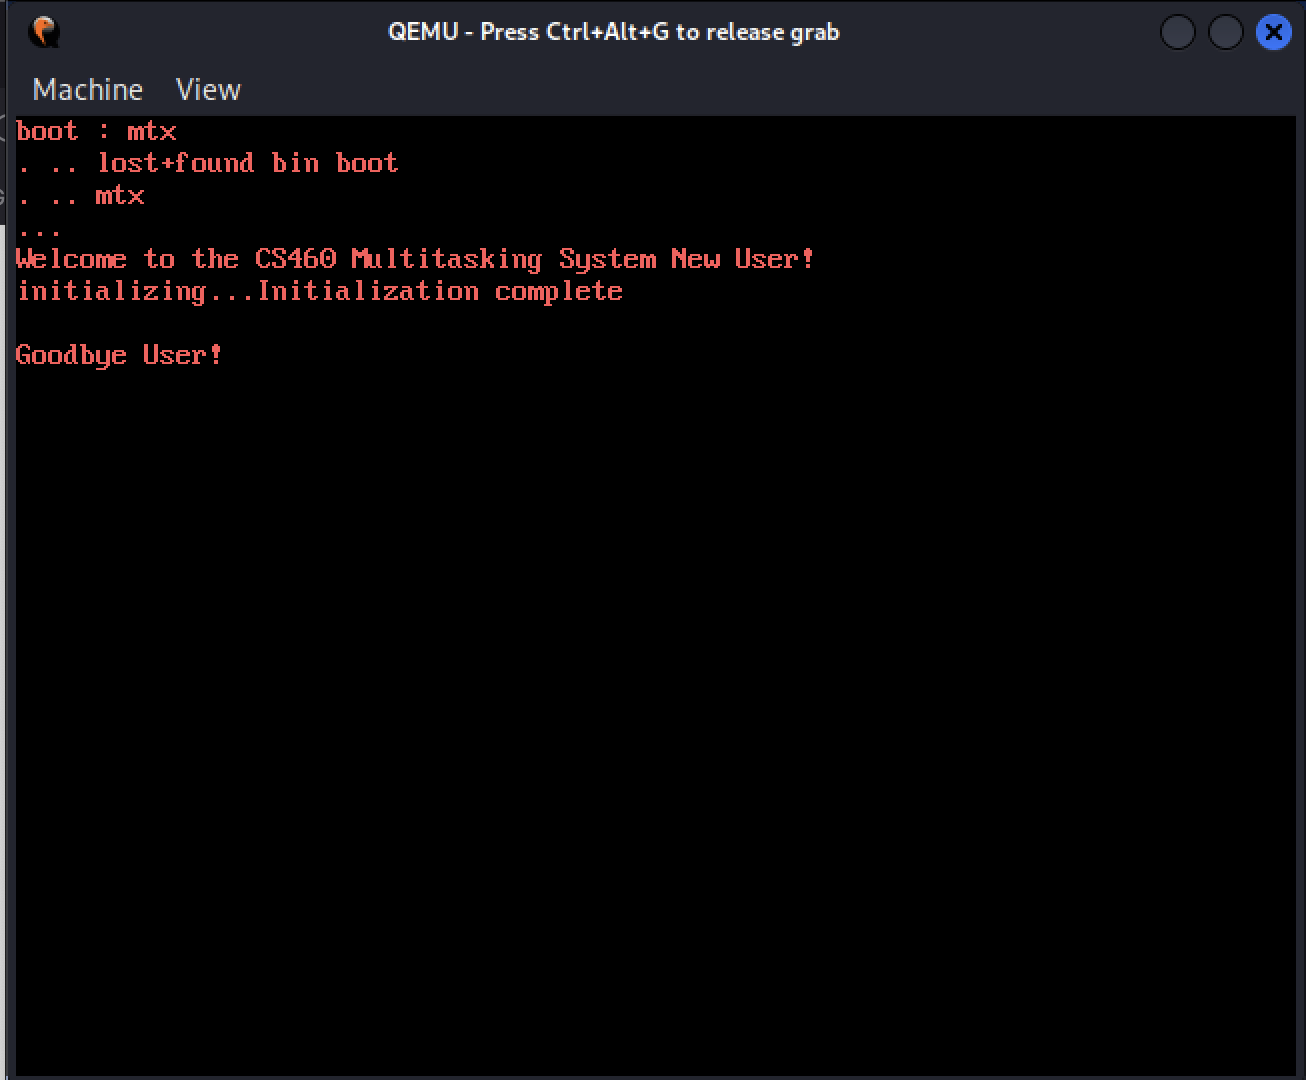 QEMU - Press Ctrl+Alt+G to release grab
Machine View
boot : mtx
. .. lost+found bin boot
. .. mtx
...
Welcome to the CS460 Multitasking System New User!
initializing...Initialization complete
Goodbye User!